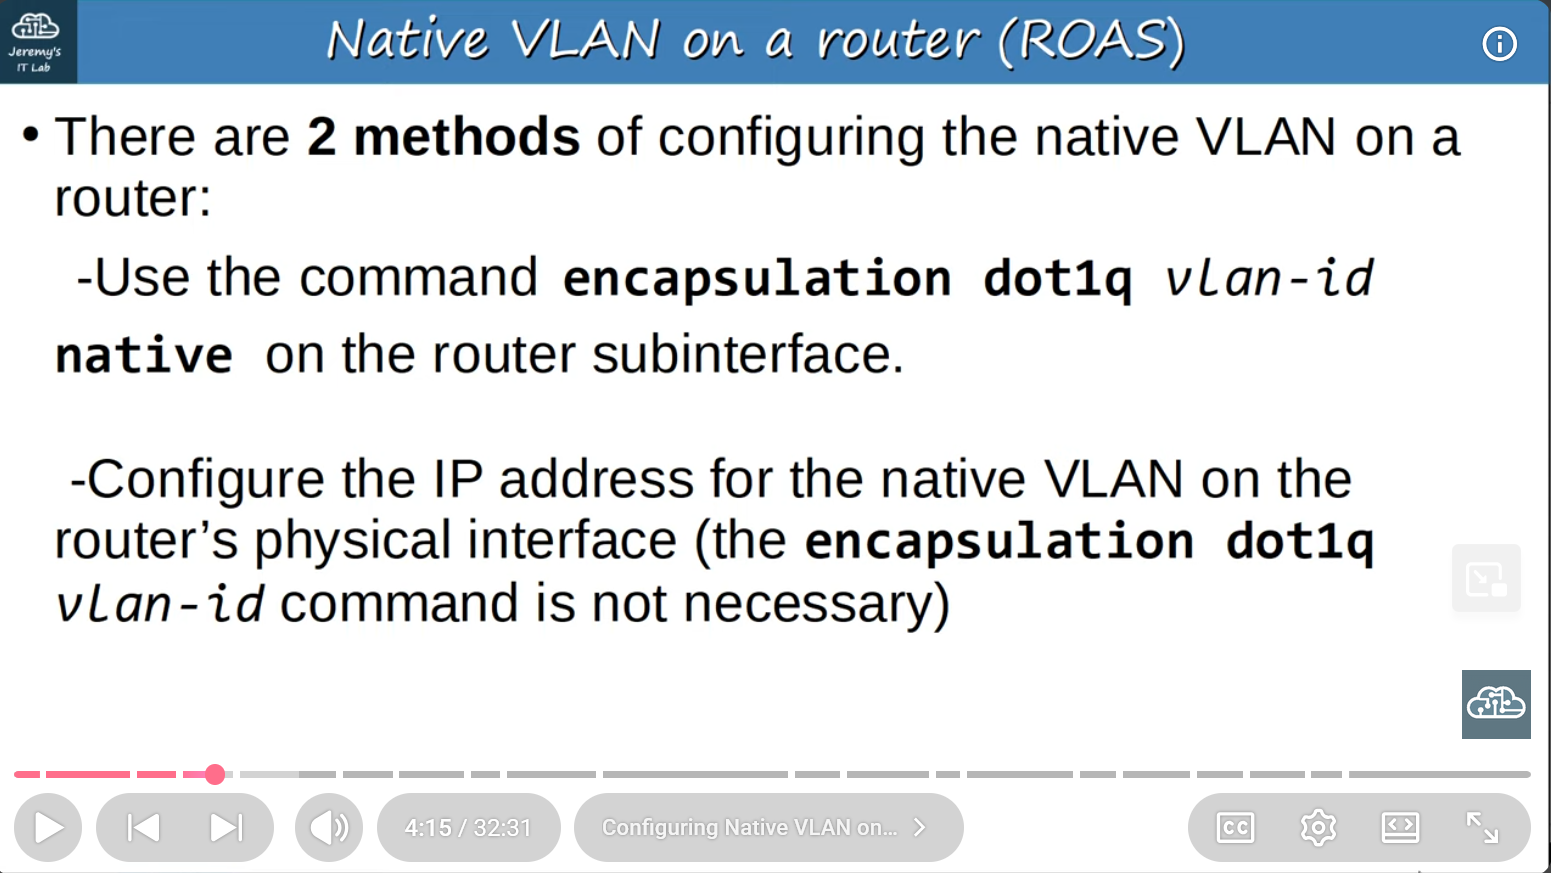 Jeremy's
IT Lab
Native VLAN on a router (ROAS)
• There are 2 methods of configuring the native VLAN on a
router:
-Use the command encapsulation dot1q vlan-id
native on the router subinterface.
-Configure the IP address for the native VLAN on the
router’s physical interface (the encapsulation dot1q
vlan-id command is not necessary)
4:15 / 32:31
Configuring Native VLAN on...
CC